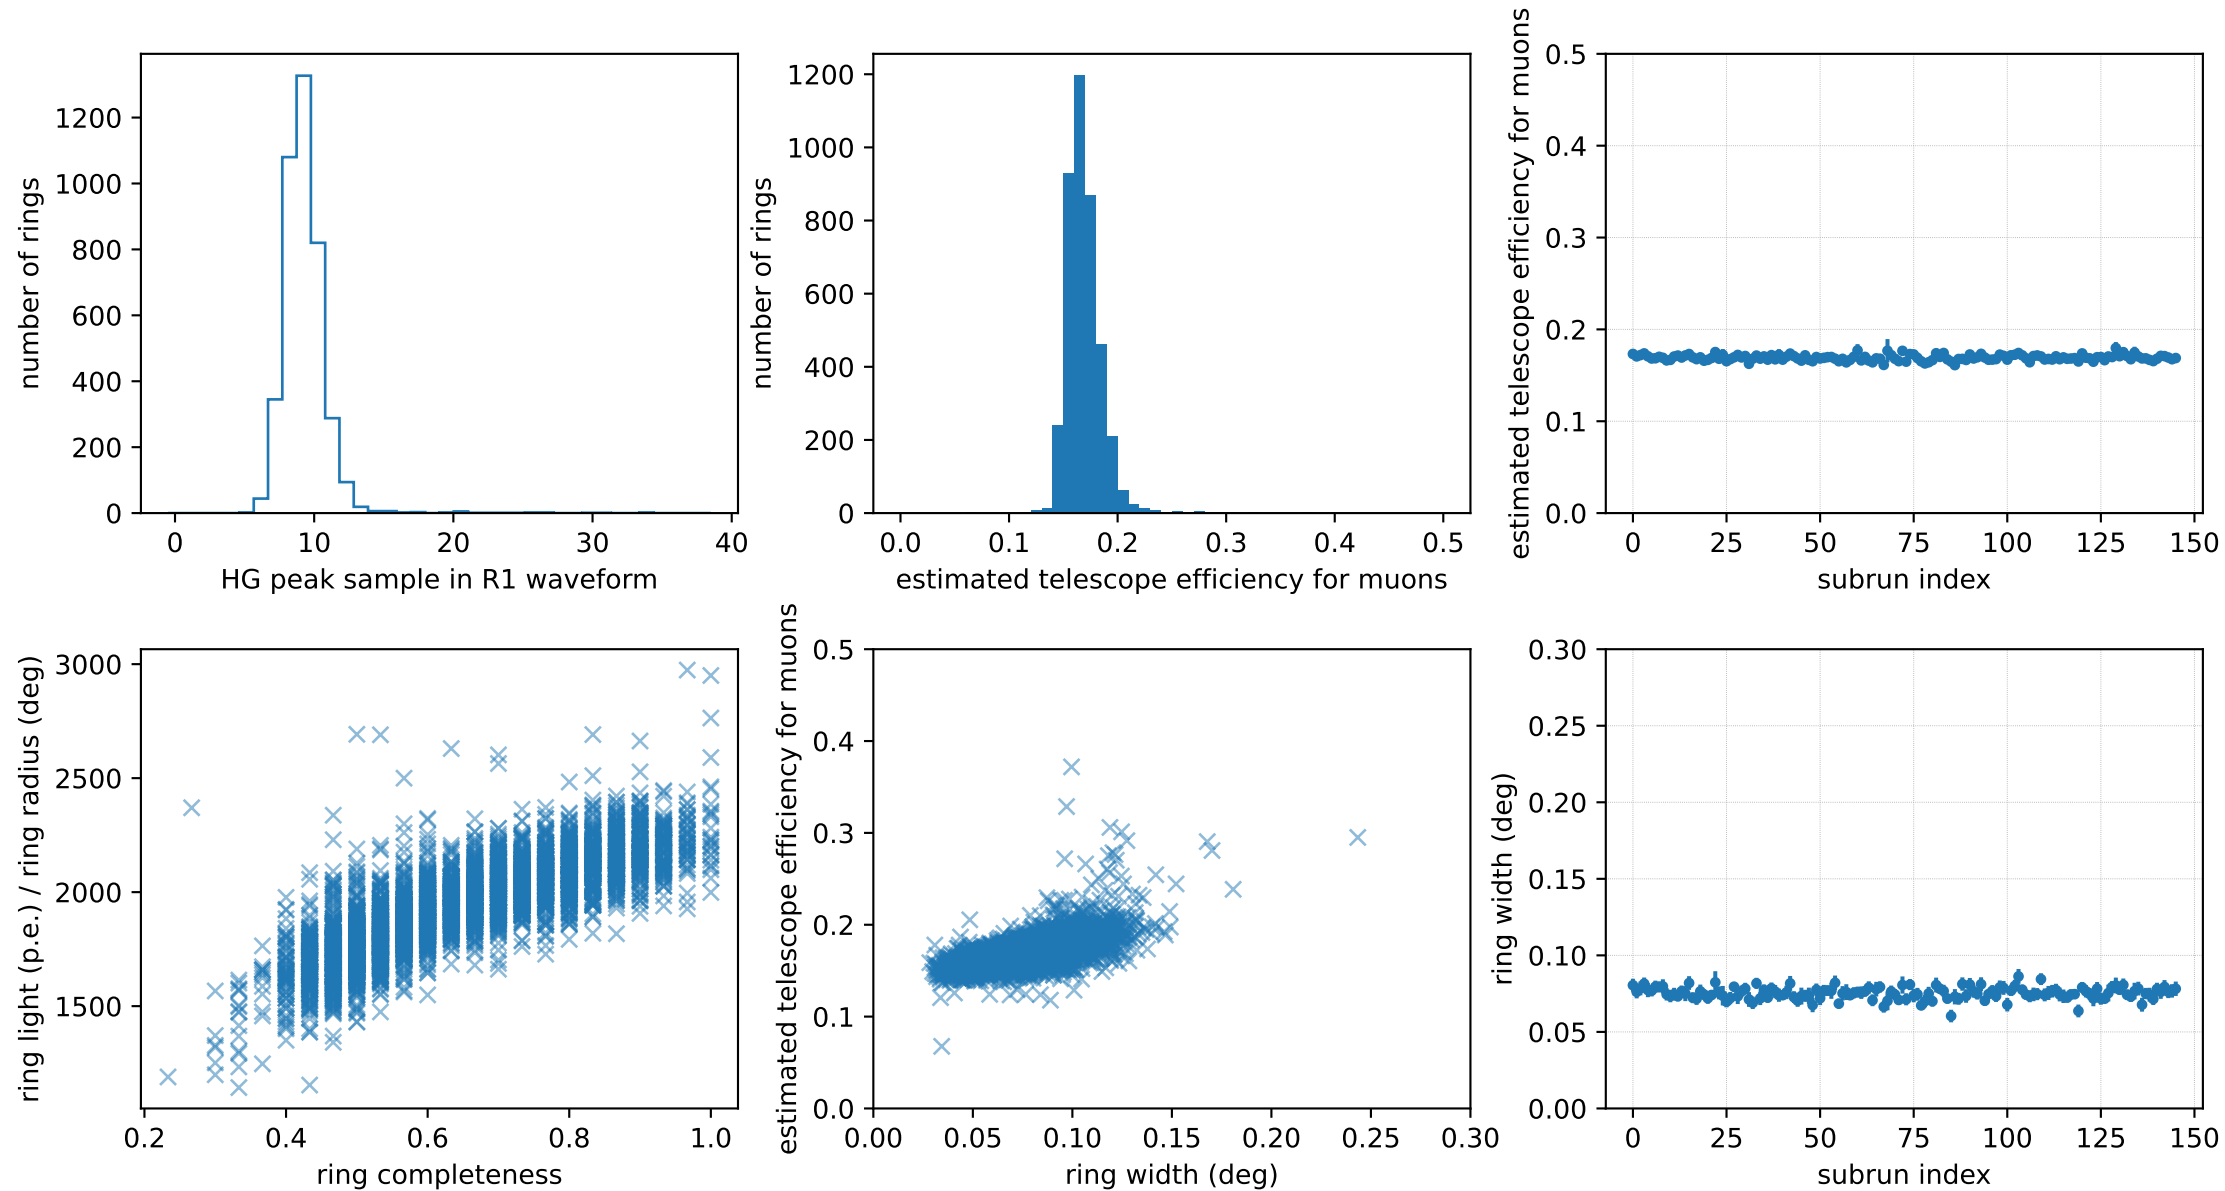 number of rings
1200
1000
800
600
400
200
0
0 10 20 30 40
HG peak sample in R1 waveform
number of rings
1200
1000
800
600
400
200
0
0.0 0.1 0.2 0.3 0.4 0.5
estimated telescope efficiency for muons
estimated telescope efficiency for muons
0.5
0.4
0.3
0.2
0.1
0.0
0 25 50 75 100 125 150
subrun index
ring light (p.e.) / ring radius (deg)
3000
2500
2000
1500
0.2 0.4 0.6 0.8 1.0
ring completeness
estimated telescope efficiency for muons
0.5
0.4
0.3
0.2
0.1
0.0
0.00 0.05 0.10 0.15 0.20 0.25 0.30
ring width (deg)
ring width (deg)
0.30
0.25
0.20
0.15
0.10
0.05
0.00
0 25 50 75 100 125 150
subrun index